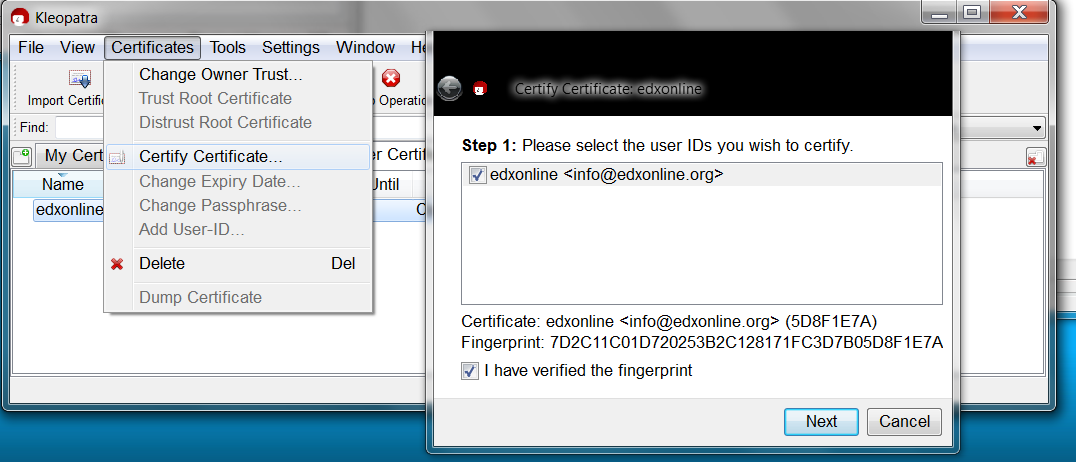 Kleopatra
File View Certificates Tools Settings Window He
Import Certific
o Operatio
Find:
My Cert
er Certif
Name
Until
edxonline
Change Owner Trust...
Trust Root Certificate
Distrust Root Certificate
Certify Certificate...
Change Expiry Date...
Change Passphrase...
Add User-ID...
Delete Del
Dump Certificate
Certify Certificate: edxonline
Step 1: Please select the user IDs you wish to certify.
edxonline <info@edxonline.org>
Certificate: edxonline <info@edxonline.org> (5D8F1E7A)
Fingerprint: 7D2C11C01D720253B2C128171FC3D7B05D8F1E7A
I have verified the fingerprint
Next Cancel